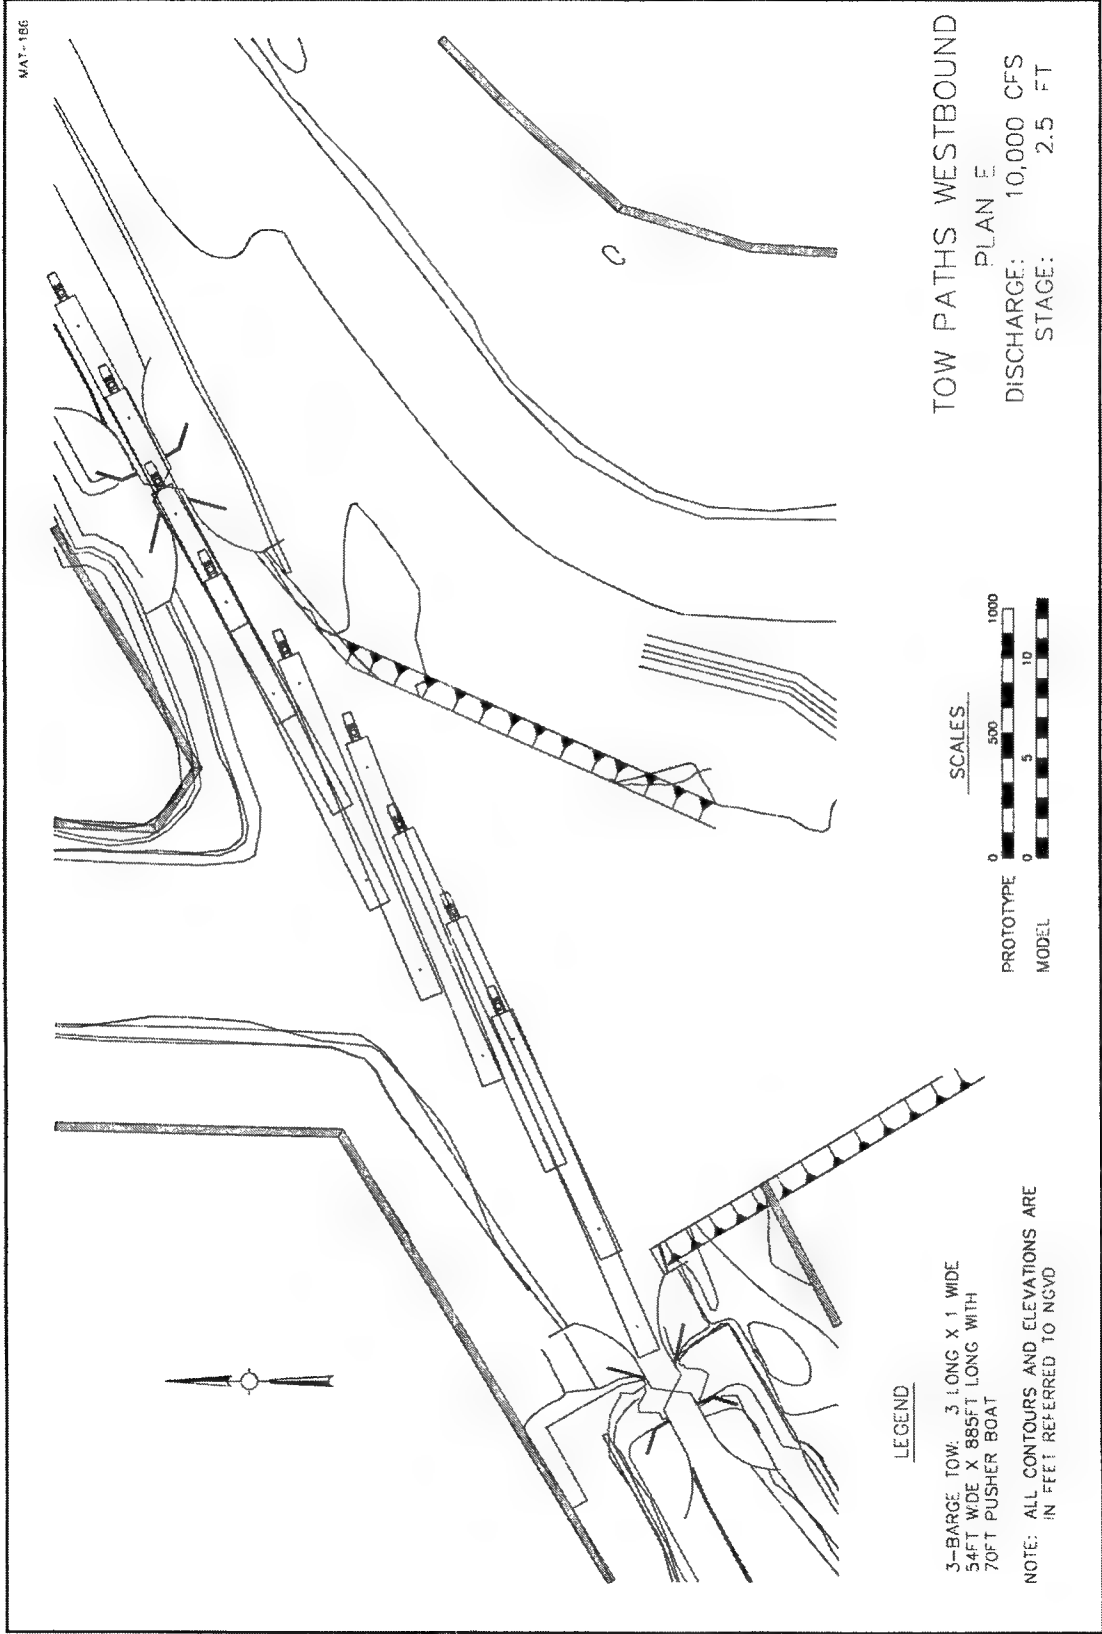 MAT-186
TOW PATHS WESTBOUND
PLAN E
DISCHARGE: 10,000 CFS
STAGE: 2.5 FT
SCALES
PROTOTYPE 0 500 1000
MODEL 0 5 10
LEGEND
3-BARGE TOW: 3 LONG X 1 WIDE
54FT WIDE X 885FT LONG WITH
70FT PUSHER BOAT
NOTE: ALL CONTOURS AND ELEVATIONS ARE
IN FEET REFERRED TO NGVD